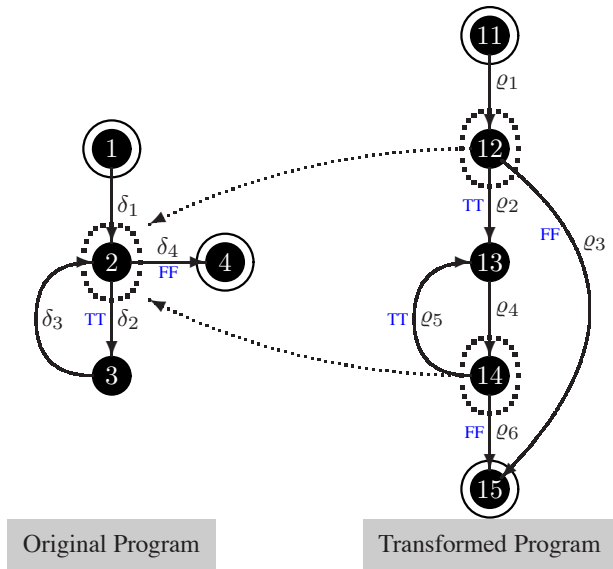 11
ϱ1
1
12
δ1
TT
ϱ2
δ4
FF
ϱ3
2
FF
4
13
δ3
TT
δ2
TT
ϱ5
ϱ4
3
14
FF
ϱ6
15
Original Program
Transformed Program